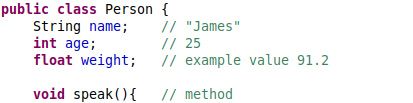 public class Person {
    String name;    // "James"
    int age;        // 25
    float weight;   // example value 91.2
    void speak(){   // method